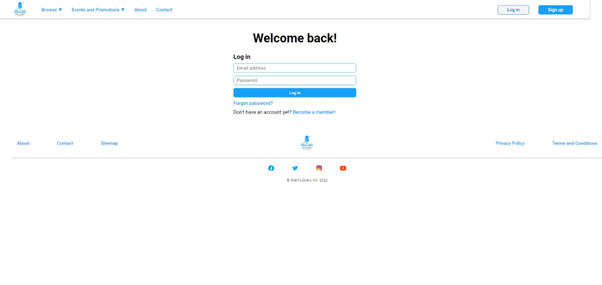 Browse ▼
Events and Promotions ▼
About
Contact
Log in
Sign up
Welcome back!
Log in
Email address
Password
Log in
Forgot password?
Don't have an account yet? Become a member!
About
Contact
Sitemap
Privacy Policy
Terms and Conditions
Inc. 2022